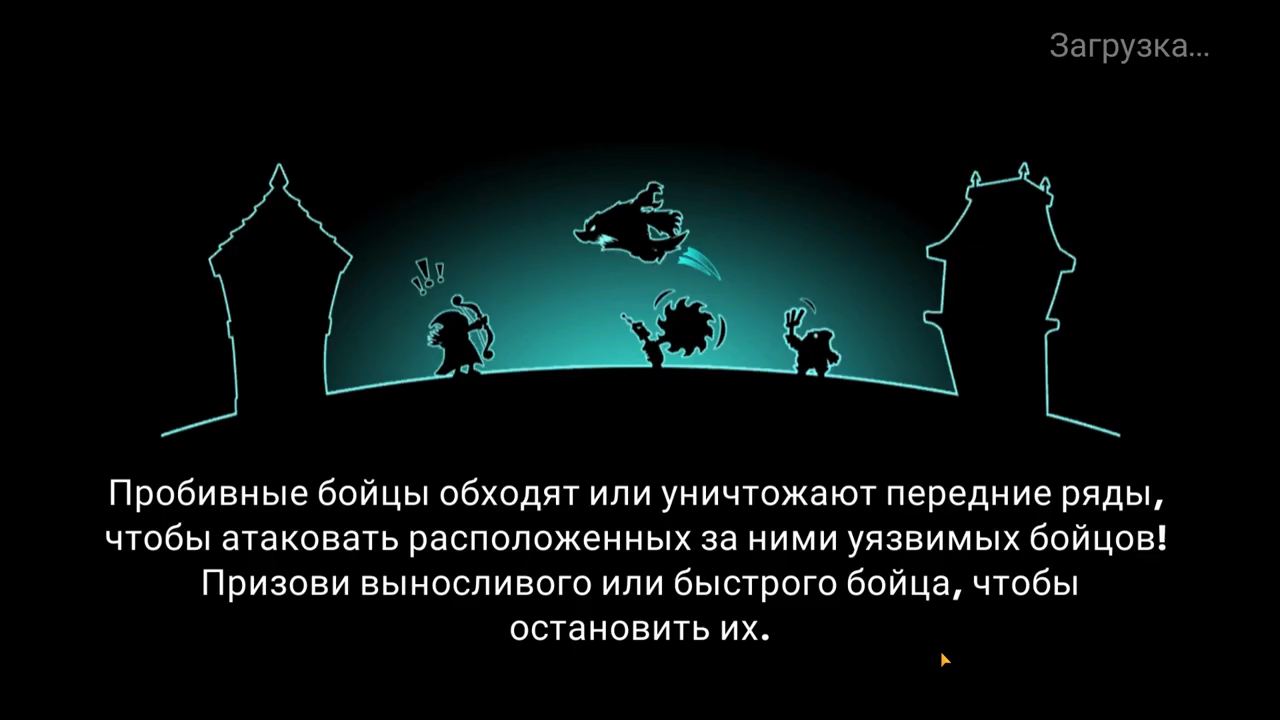 Загрузка...
Пробивные бойцы обходят или уничтожают передние ряды,
чтобы атаковать расположенных за ними уязвимых бойцов!
Призови выносливого или быстрого бойца, чтобы
остановить их.